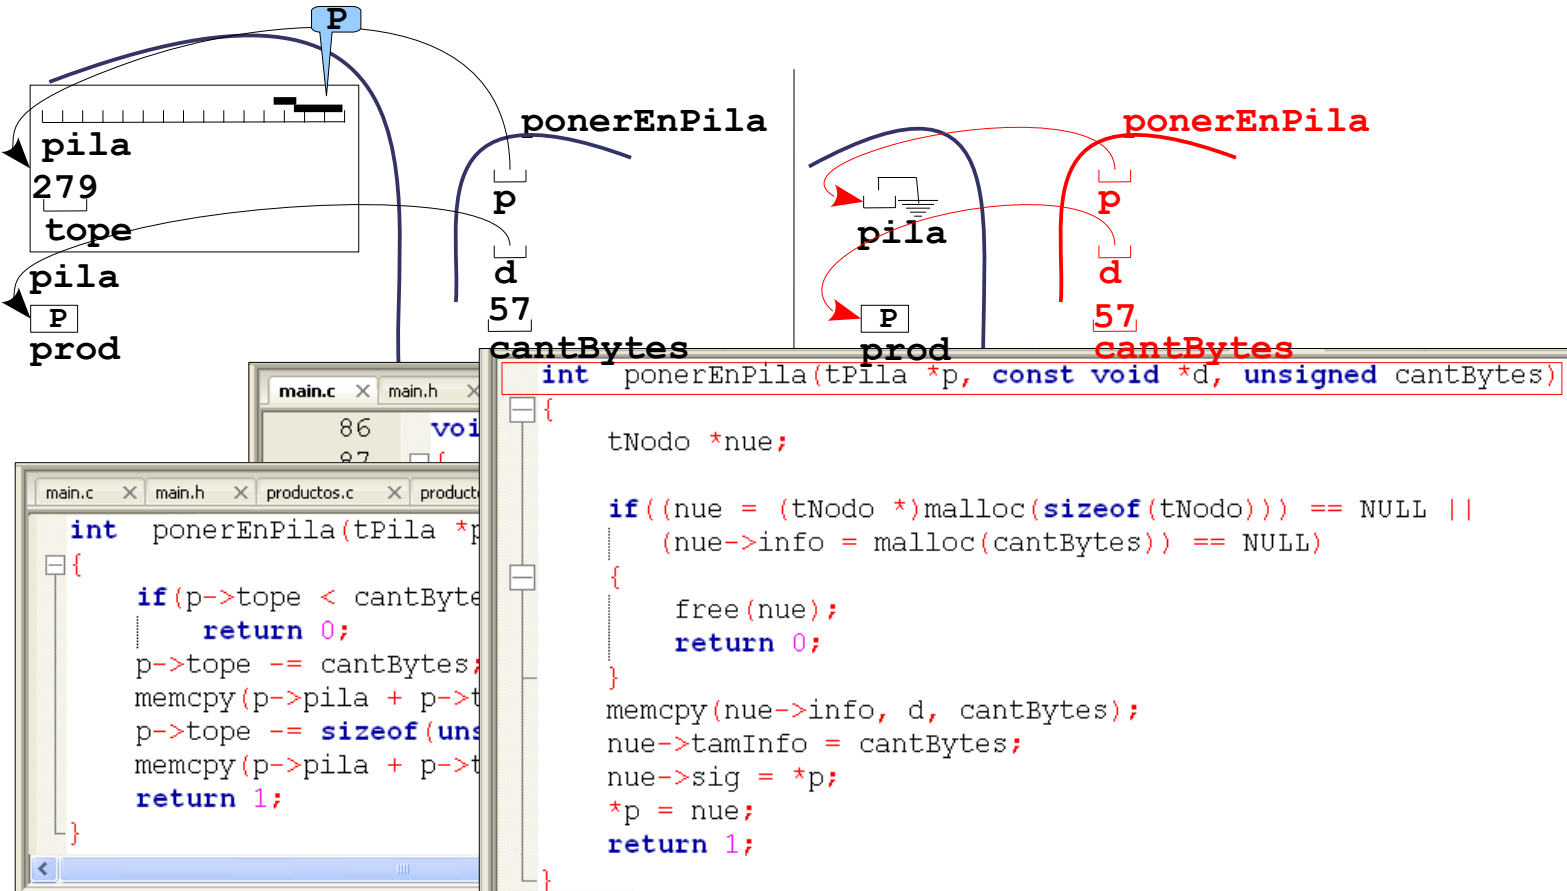 P
ponerEnPila
pila
279
tope
pila
P
prod
p
d
57
cantBytes
ponerEnPila
p
pila
d
57
cantBytes
P
prod
main.c
main.h
86
voi
87
{
main.c
main.h
productos.c
int ponerEnPila(tPila *p
{
if(p->tope < cantByte
return 0;
p->tope -= cantBytes;
memcpy(p->pila + p->t
p->tope -= sizeof(uns
memcpy(p->pila + p->t
return 1;
}
int ponerEnPila(tPila *p, const void *d, unsigned cantBytes)
{
tNodo *nue;
if((nue = (tNodo *)malloc(sizeof(tNodo))) == NULL ||
(nue->info = malloc(cantBytes)) == NULL)
{
free(nue);
return 0;
}
memcpy(nue->info, d, cantBytes);
nue->tamInfo = cantBytes;
nue->sig = *p;
*p = nue;
return 1;
}